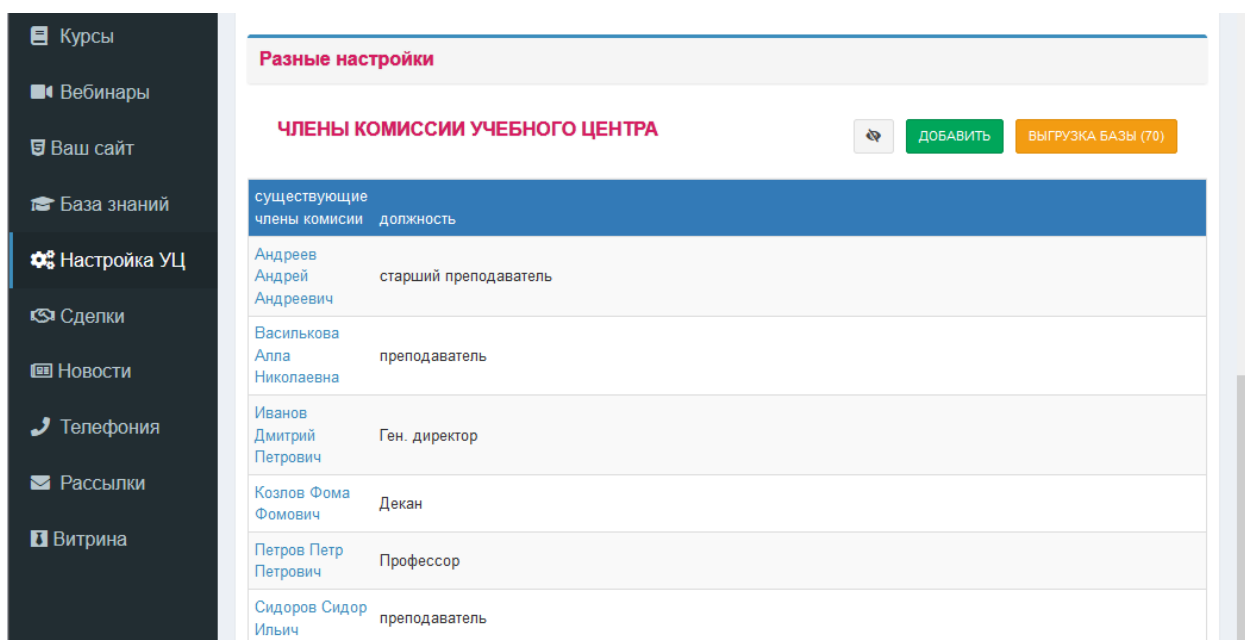 Курсы
Вебинары
Ваш сайт
База знаний
Настройка УЦ
Сделки
Новости
Телефония
Рассылки
Витрина
Разные настройки
ЧЛЕНЫ КОМИССИИ УЧЕБНОГО ЦЕНТРА
ДОБАВИТЬ
ВЫГРУЗКА БАЗЫ (70)
существующие
члены комисии должность
Андреев
Андрей
Андреевич
старший преподаватель
Василькова
Алла
Николаевна
преподаватель
Иванов
Дмитрий
Петрович
Ген. директор
Козлов Фома
Фомович
Декан
Петров Петр
Петрович
Профессор
Сидоров Сидор
Ильич
преподаватель